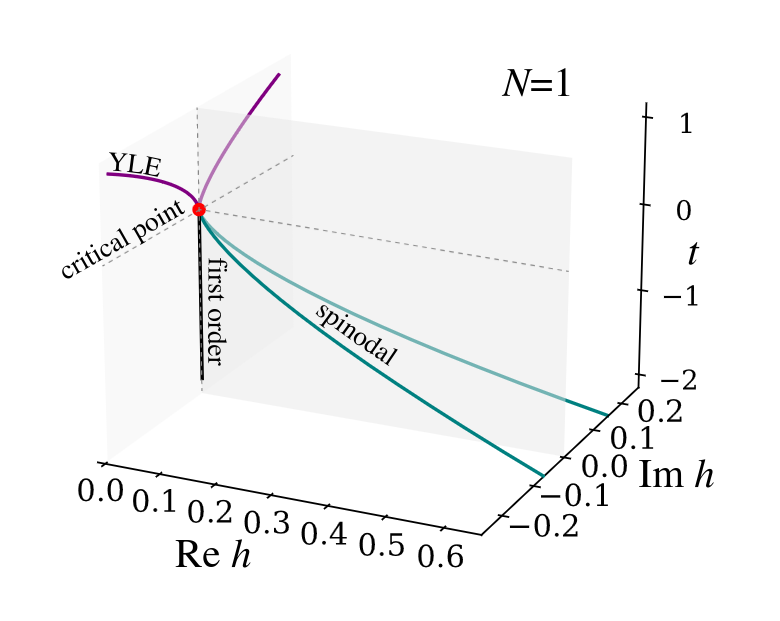 N=1
YLE
critical point
first order
spinodal
1
0
−1
−2
t
0.2
0.1
0.0
−0.1
−0.2
Im h
0.0 0.1 0.2 0.3 0.4 0.5 0.6
Re h